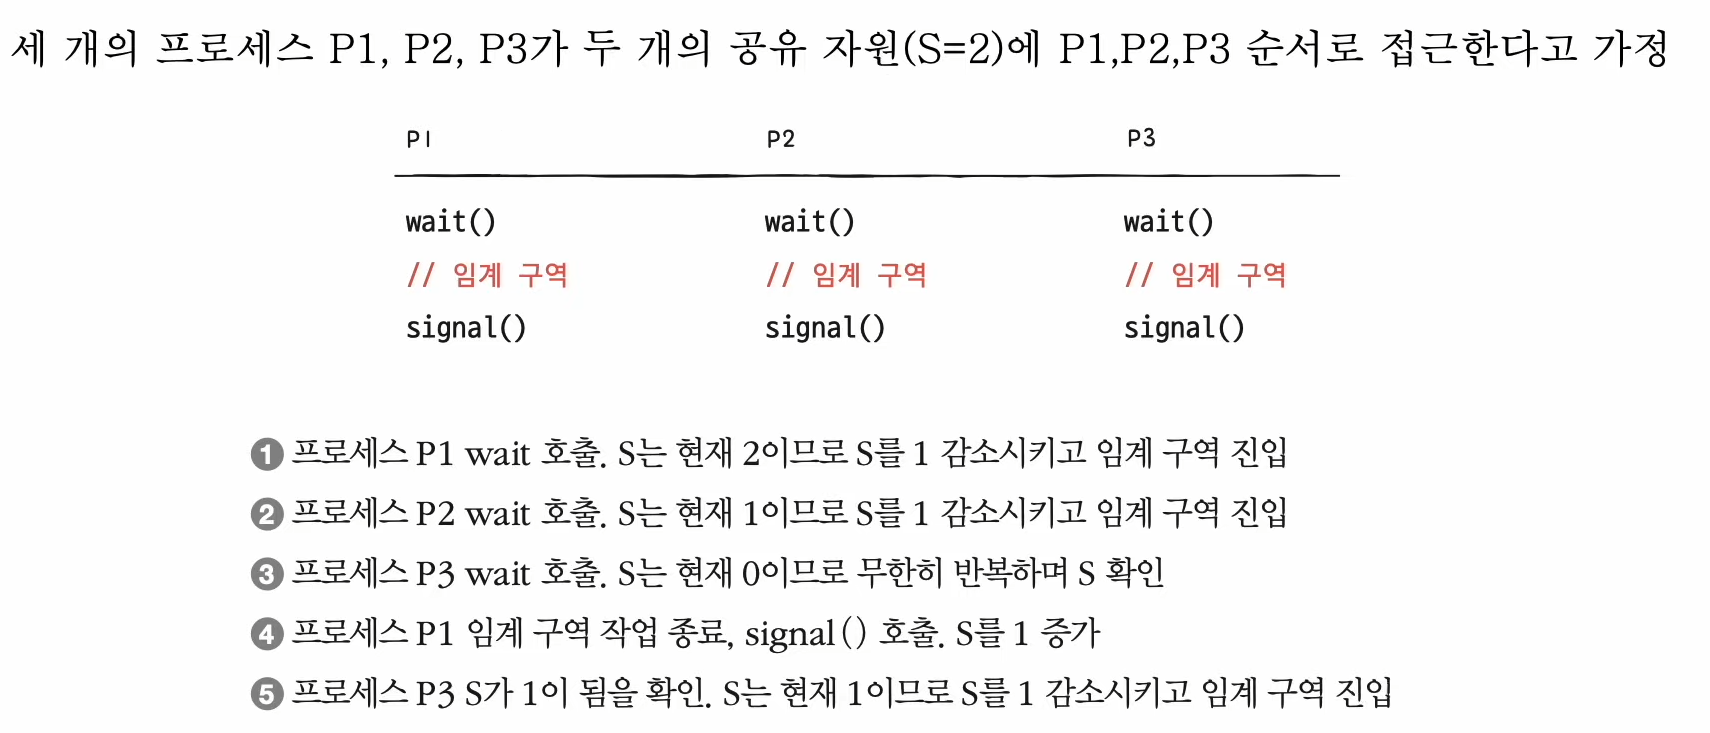 세 개의 프로세스 P1, P2, P3가 두 개의 공유 자원(S=2)에 P1,P2,P3 순서로 접근한다고 가정
P1 P2 P3
wait() wait() wait()
// 임계 구역 // 임계 구역 // 임계 구역
signal() signal() signal()
1 프로세스 P1 wait 호출. S는 현재 2이므로 S를 1 감소시키고 임계 구역 진입
2 프로세스 P2 wait 호출. S는 현재 1이므로 S를 1 감소시키고 임계 구역 진입
3 프로세스 P3 wait 호출. S는 현재 0이므로 무한히 반복하며 S 확인
4 프로세스 P1 임계 구역 작업 종료, signal() 호출. S를 1 증가
5 프로세스 P3 S가 1이 됨을 확인. S는 현재 1이므로 S를 1 감소시키고 임계 구역 진입